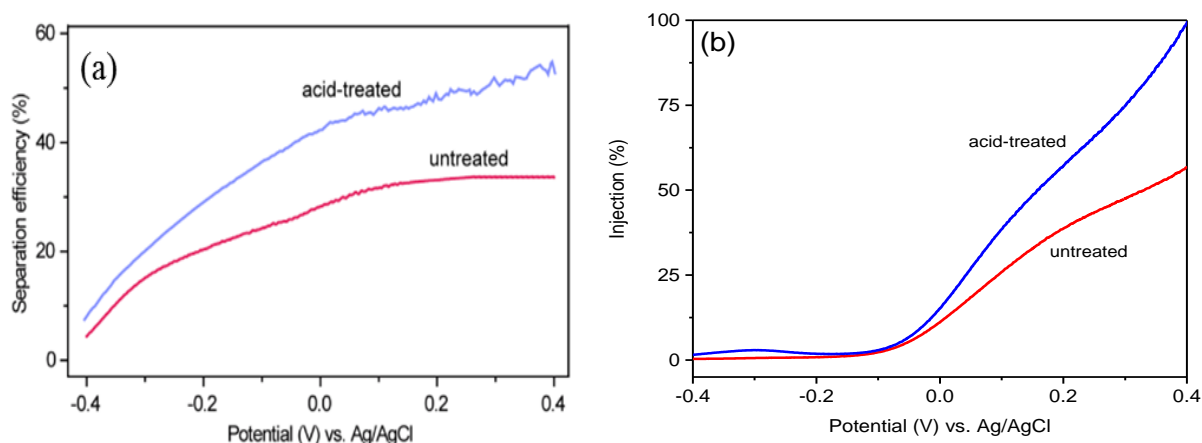 (a)
Separation efficiency (%)
60
40
20
0
acid-treated
untreated
-0.4
-0.2
0.0
0.2
0.4
Potential (V) vs. Ag/AgCl
(b)
Injection (%)
100
75
50
25
0
acid-treated
untreated
-0.4
-0.2
0.0
0.2
0.4
Potential (V) vs. Ag/AgCl